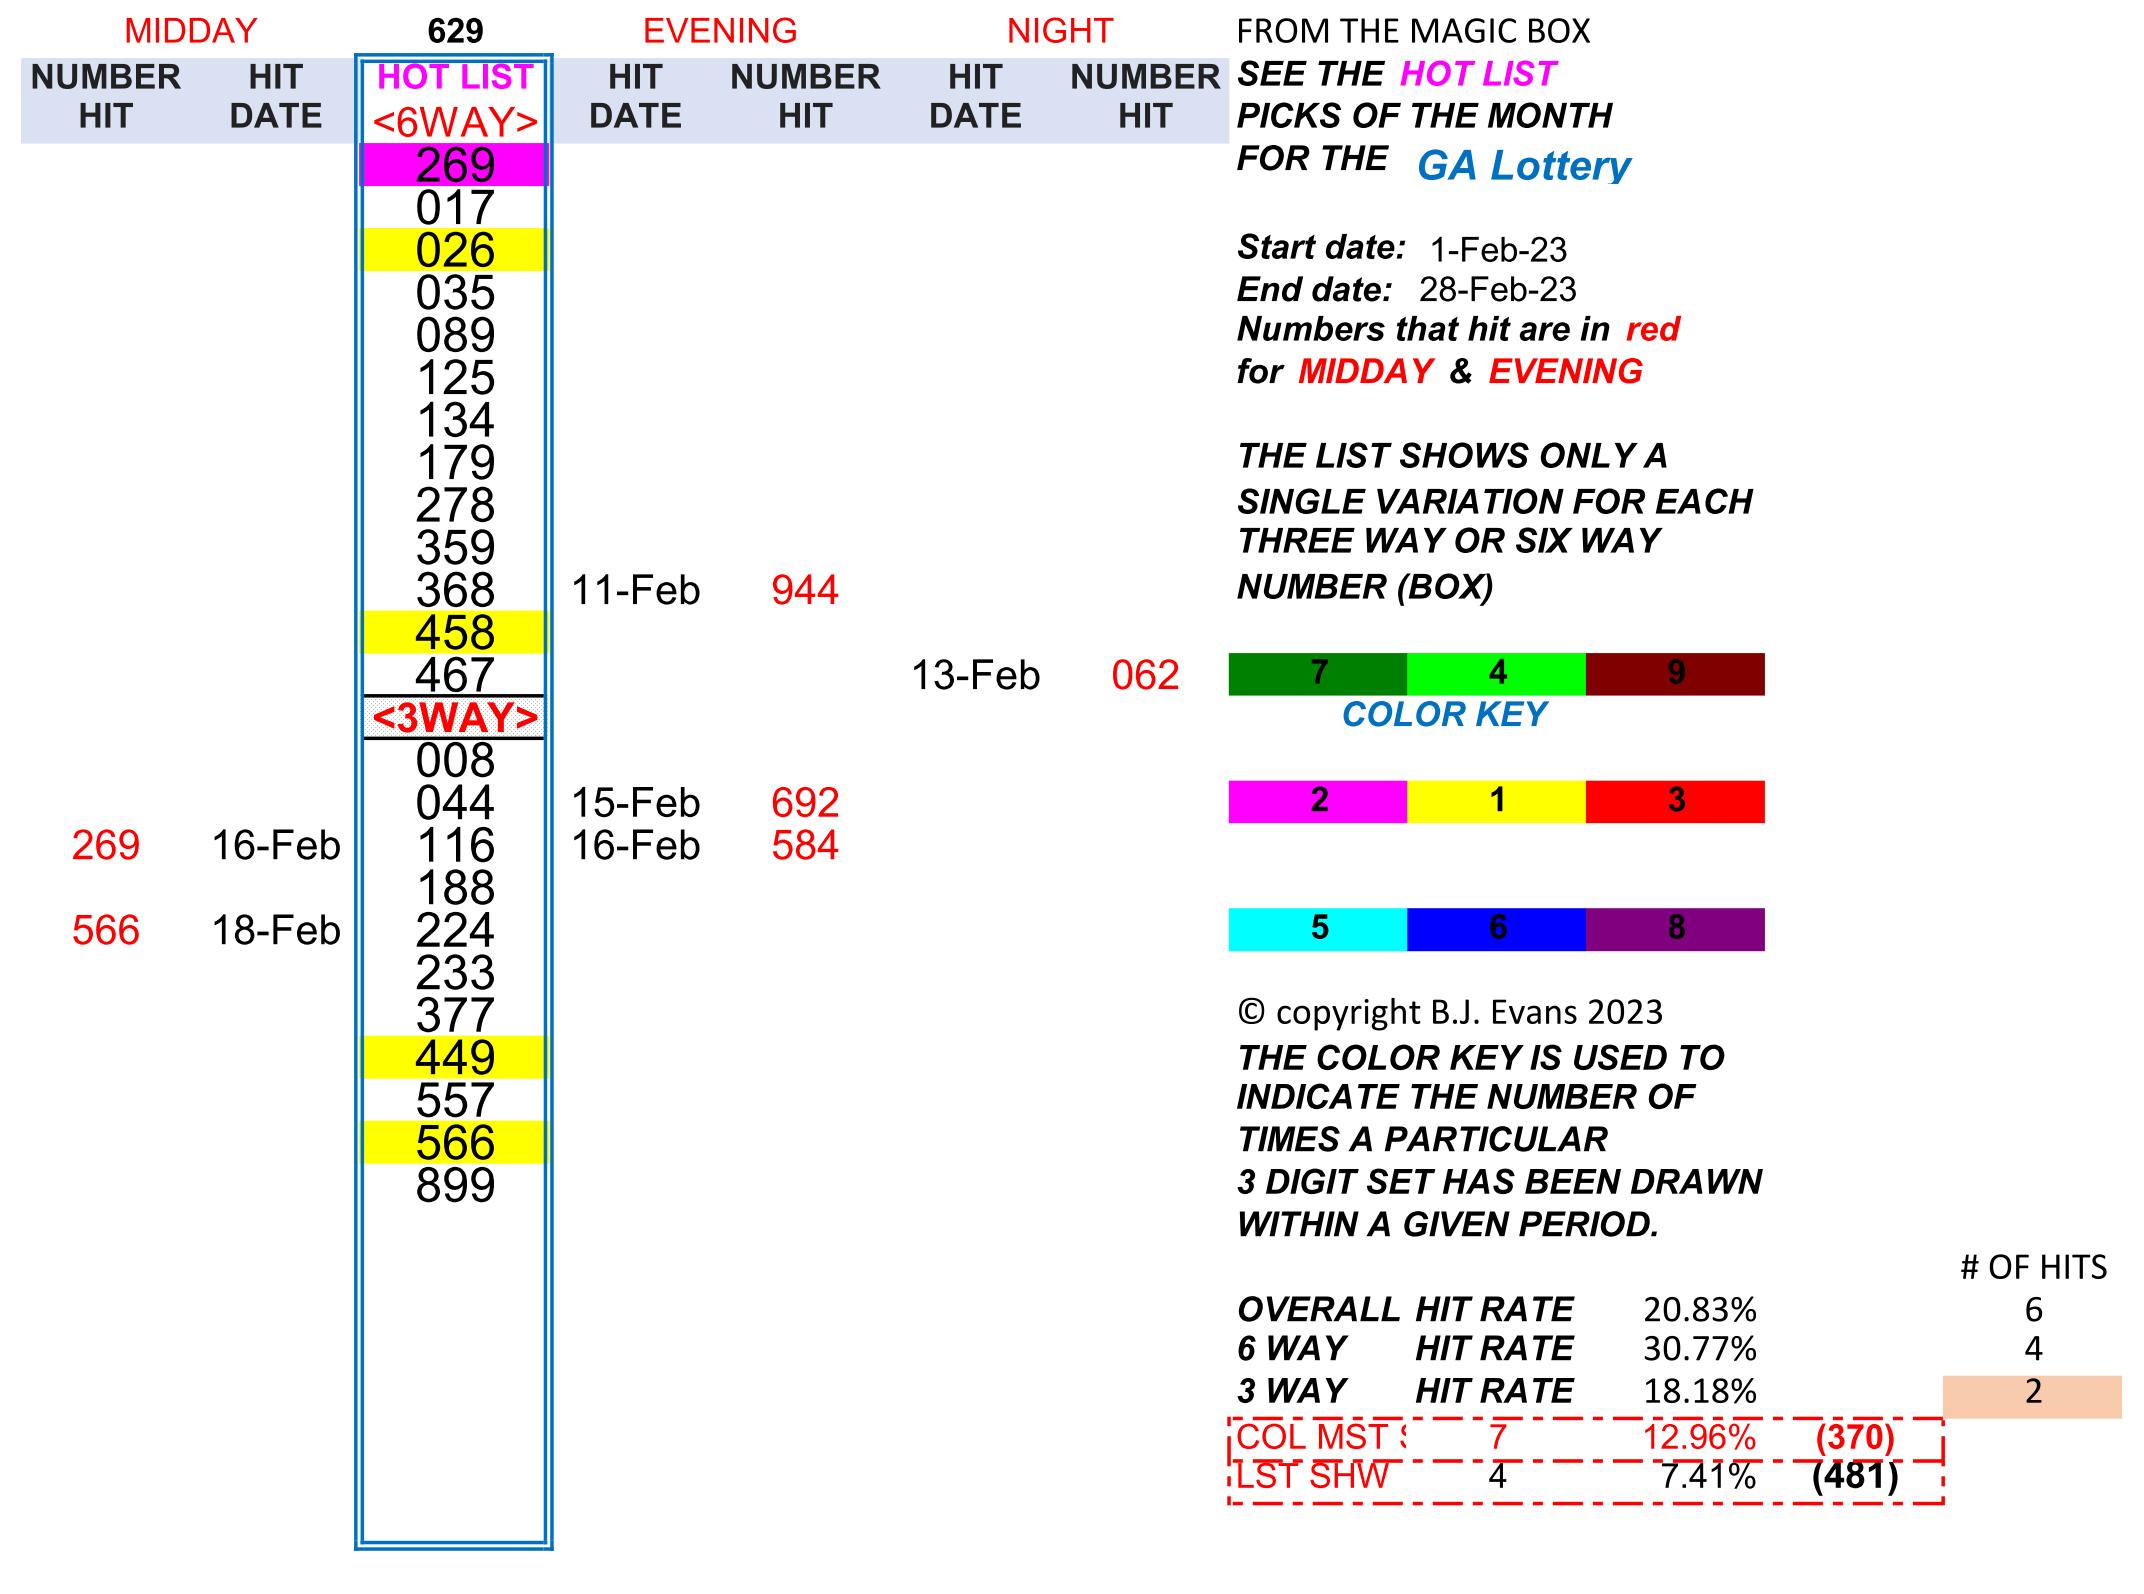 MIDDAY 629 EVENING NIGHT FROM THE MAGIC BOX
NUMBER HIT HOT LIST HIT NUMBER HIT NUMBER SEE THE HOT LIST
HIT DATE <6WAY> DATE HIT DATE HIT PICKS OF THE MONTH
269 FOR THE GA Lottery
017
026 Start date: 1-Feb-23
035 End date: 28-Feb-23
089 Numbers that hit are in red
125 for MIDDAY & EVENING
134
179 THE LIST SHOWS ONLY A
278 SINGLE VARIATION FOR EACH
359 THREE WAY OR SIX WAY
368 11-Feb 944 NUMBER (BOX)
458
467 13-Feb 062 7 4 9
<3WAY> COLOR KEY
008
044 15-Feb 692 2 1 3
269 16-Feb 116 16-Feb 584
188
566 18-Feb 224 5 6 8
233
377 © copyright B.J. Evans 2023
449 THE COLOR KEY IS USED TO
557 INDICATE THE NUMBER OF
566 TIMES A PARTICULAR
899 3 DIGIT SET HAS BEEN DRAWN
WITHIN A GIVEN PERIOD.
# OF HITS
OVERALL HIT RATE 20.83% 6
6 WAY HIT RATE 30.77% 4
3 WAY HIT RATE 18.18% 2
COL MST 7 12.96% (370)
LST SHW 4 7.41% (481)